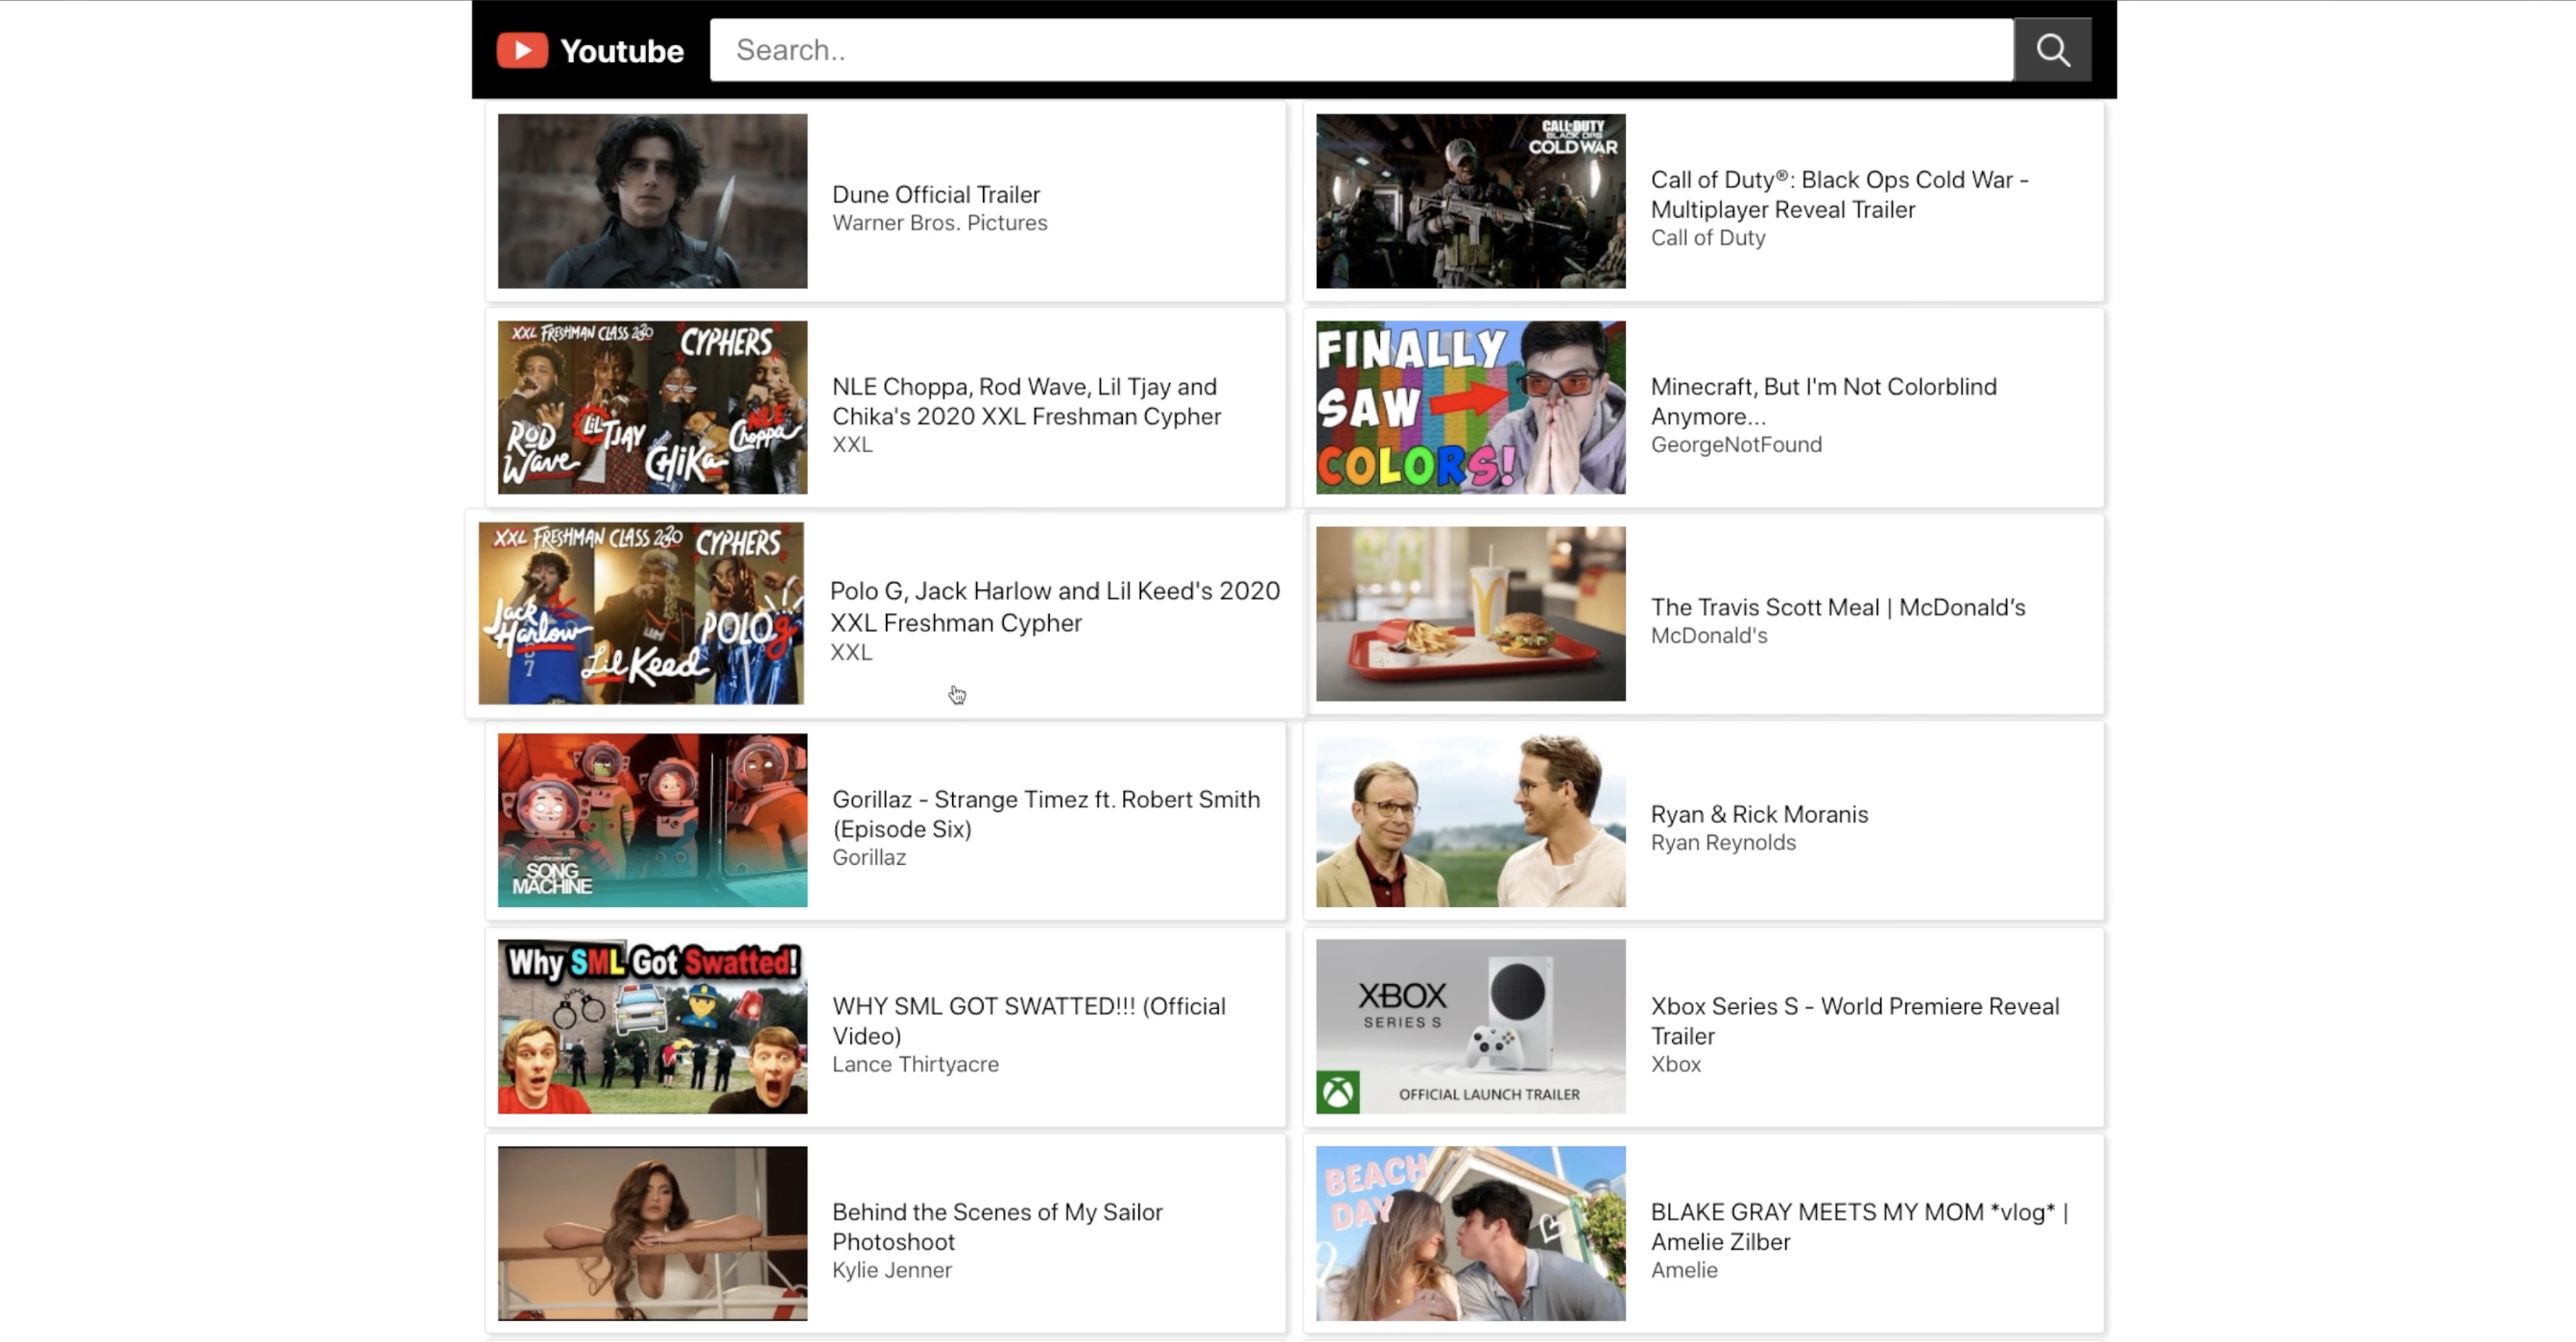 Youtube
Search..
Dune Official Trailer
Warner Bros. Pictures
CALL OF DUTY
BLACK OPS
COLD WAR
Call of Duty®: Black Ops Cold War -
Multiplayer Reveal Trailer
Call of Duty
XXL FRESHMAN CLASS 2020 CYPHERS
ROD Wave
LiL TJAY
CHiKa
NLE Choppa
NLE Choppa, Rod Wave, Lil Tjay and
Chika's 2020 XXL Freshman Cypher
XXL
FINALLY
SAW
COLORS!
Minecraft, But I'm Not Colorblind
Anymore...
GeorgeNotFound
XXL FRESHMAN CLASS 2020 CYPHERS
Jack Harlow
7
Lil Keed
POLO g
Polo G, Jack Harlow and Lil Keed's 2020
XXL Freshman Cypher
XXL
The Travis Scott Meal | McDonald’s
McDonald's
SONG
MACHINE
Gorillaz - Strange Timez ft. Robert Smith
(Episode Six)
Gorillaz
Ryan & Rick Moranis
Ryan Reynolds
Why SML Got Swatted!
WHY SML GOT SWATTED!!! (Official
Video)
Lance Thirtyacre
XBOX
SERIES S
OFFICIAL LAUNCH TRAILER
Xbox Series S - World Premiere Reveal
Trailer
Xbox
Behind the Scenes of My Sailor
Photoshoot
Kylie Jenner
BEACH
DAY
BLAKE GRAY MEETS MY MOM *vlog* |
Amelie Zilber
Amelie